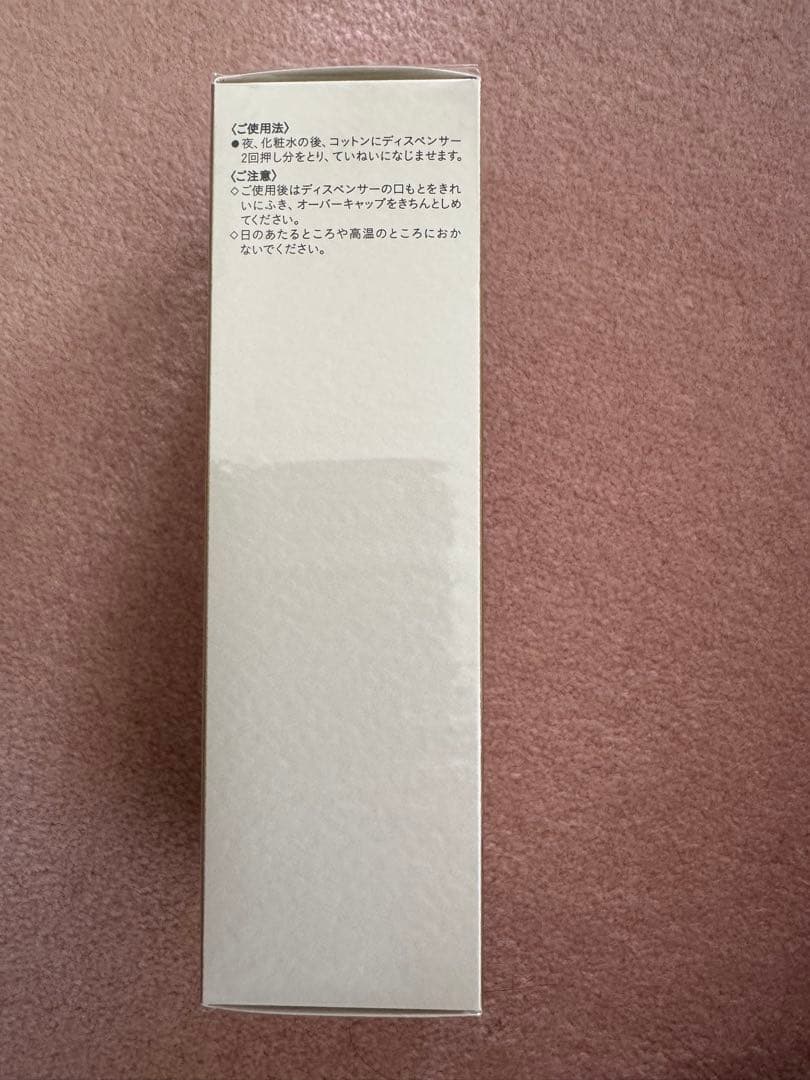 〈ご使用法〉
●夜、化粧水の後、コットンにディスペンサー
2回押し分をとり、ていねいになじませます。
〈ご注意〉
◇ご使用後はディスペンサーの口もとをきれ
いにふき、オーバーキャップをきちんとしめ
てください。
◇日のあたるところや高温のところにおか
ないでください。